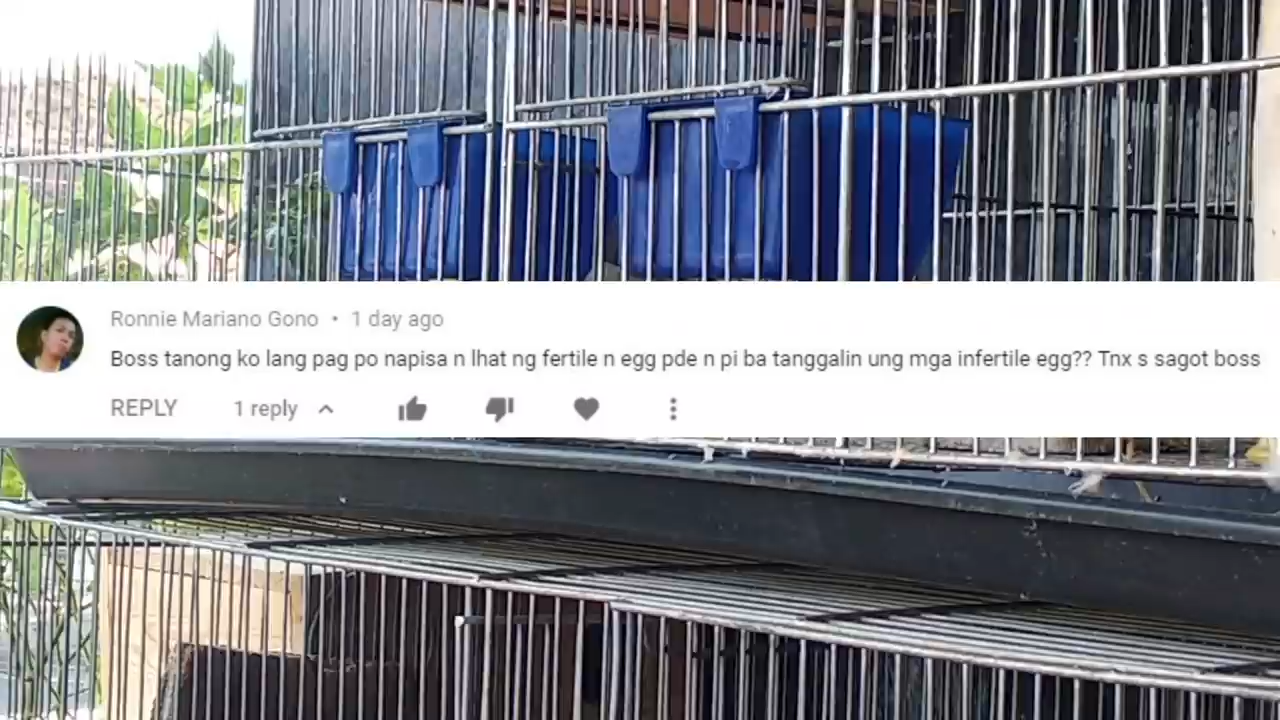 Ronnie Mariano Gono • 1 day ago
Boss tanong ko lang pag po napisa n lhat ng fertile n egg pde n pi ba tanggalin ung mga infertile egg?? Tnx s sagot boss
REPLY 1 reply